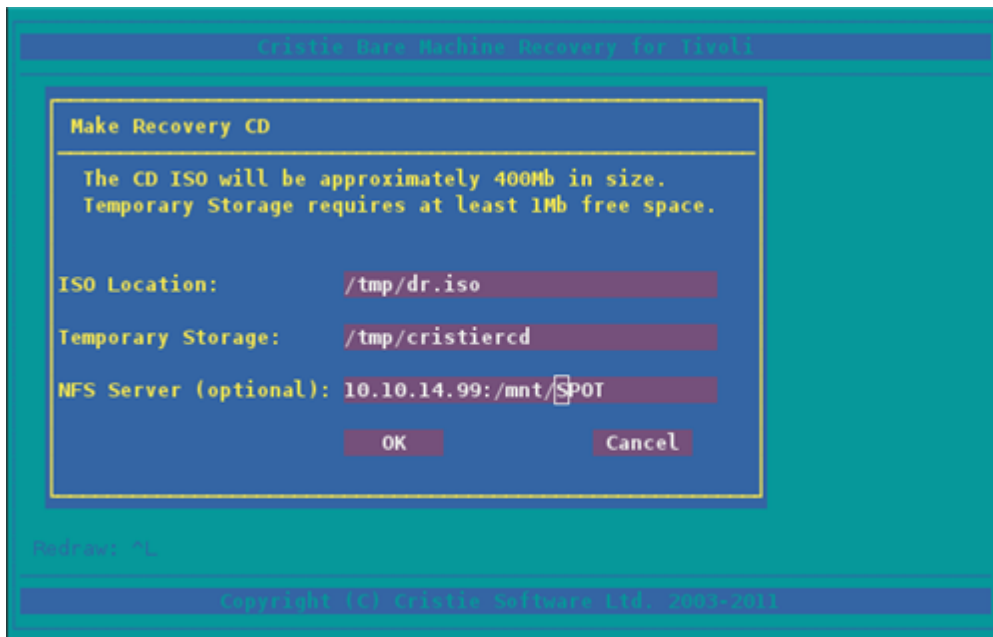 Cristie Bare Machine Recovery for Tivoli
Make Recovery CD
The CD ISO will be approximately 400Mb in size.
Temporary Storage requires at least 1Mb free space.
ISO Location: /tmp/dr.iso
Temporary Storage: /tmp/cristiercd
NFS Server (optional): 10.10.14.99:/mnt/SPOT
OK Cancel
Redraw: ^L
Copyright (C) Cristie Software Ltd. 2003-2011